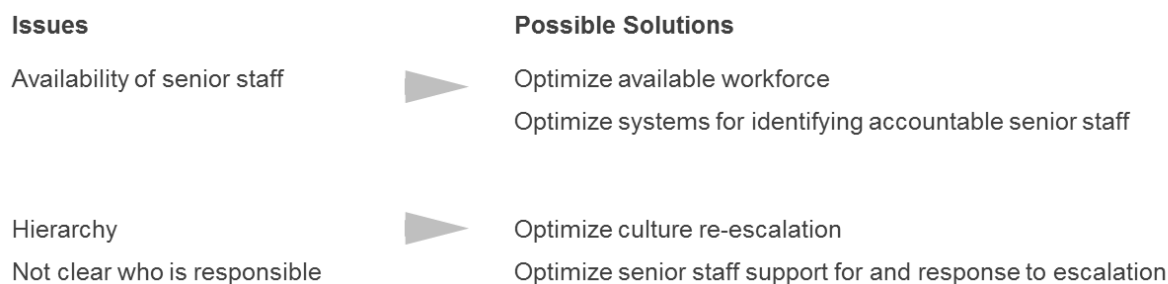 Issues
Possible Solutions
Availability of senior staff
Optimize available workforce
Optimize systems for identifying accountable senior staff
Hierarchy
Not clear who is responsible
Optimize culture re-escalation
Optimize senior staff support for and response to escalation